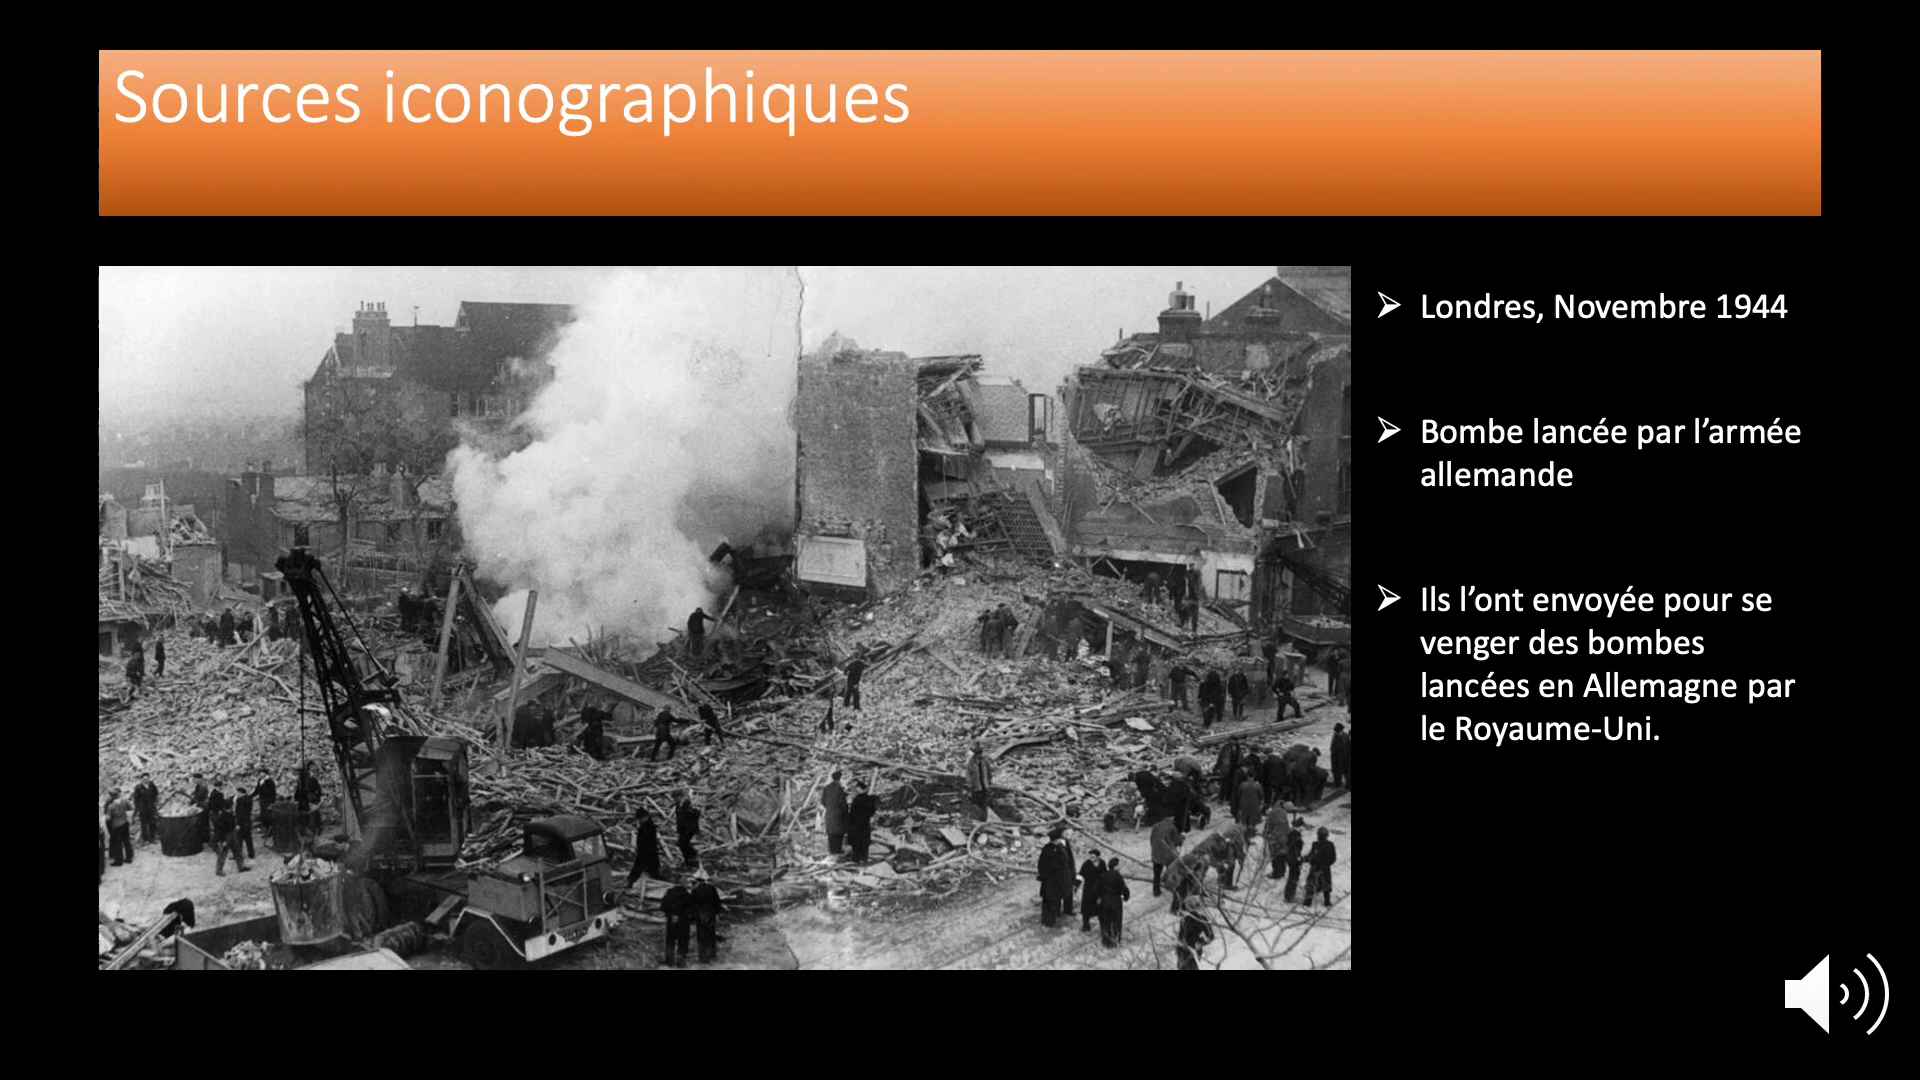 Sources iconographiques
Londres, Novembre 1944
Bombe lancée par l’armée
allemande
Ils l’ont envoyée pour se
venger des bombes
lancées en Allemagne par
le Royaume-Uni.